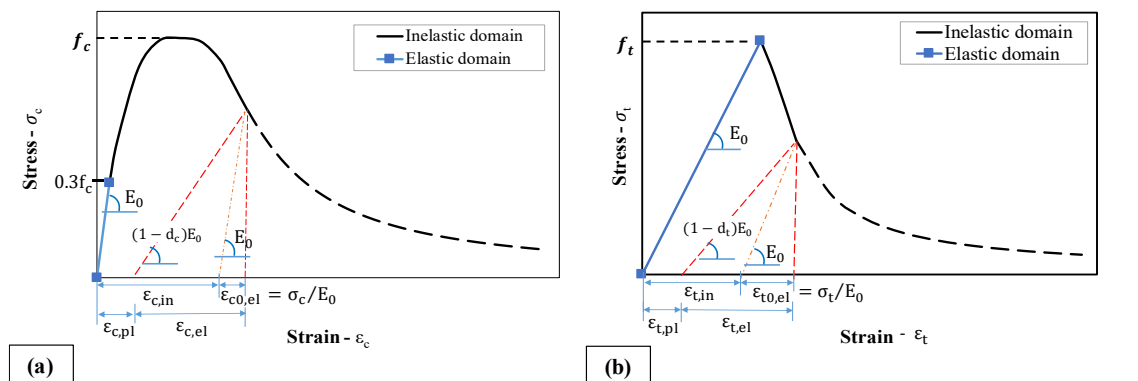 f_c
Inelastic domain
Elastic domain
Stress - σ_c
0.3f_c
E_0
(1 − d_c)E_0
E_0
ε_c,in
ε_c0,el = σ_c/E_0
ε_c,pl
ε_c,el
Strain - ε_c
(a)
f_t
Inelastic domain
Elastic domain
Stress - σ_t
E_0
(1 − d_t)E_0
E_0
ε_t,in
ε_t0,el = σ_t/E_0
ε_t,pl
ε_t,el
Strain - ε_t
(b)